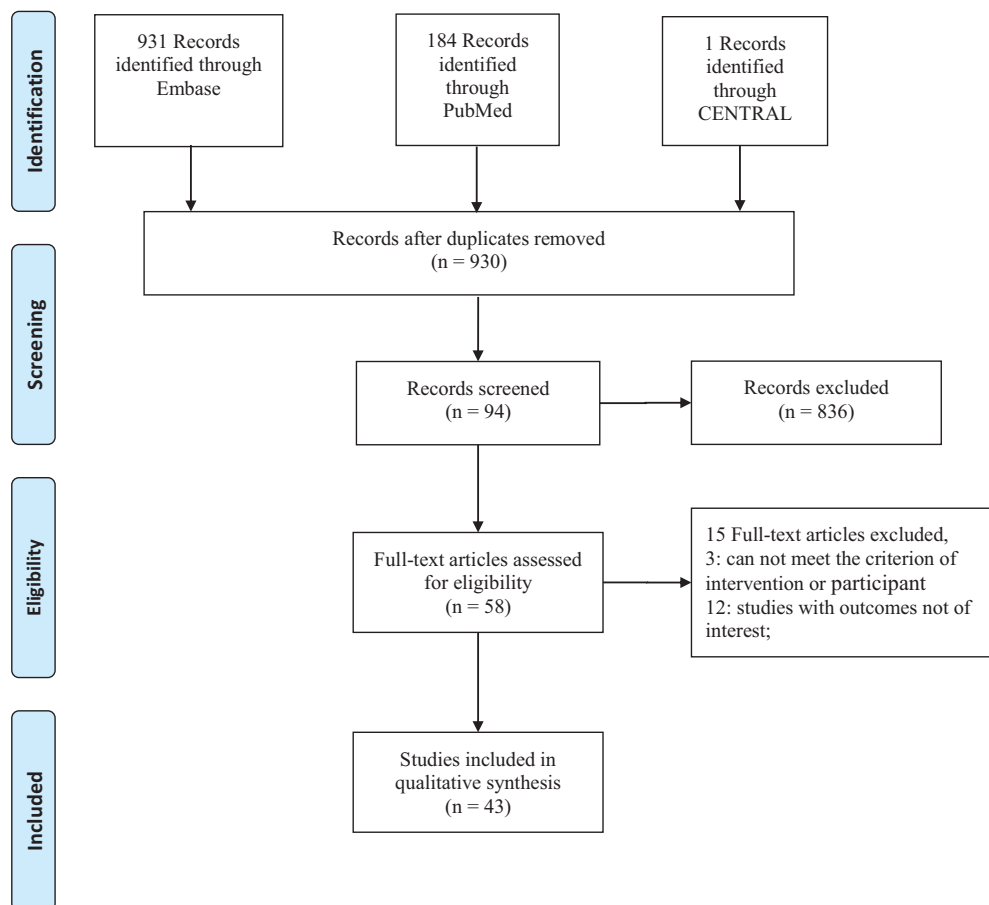 Identification
931 Records
identified through
Embase
184 Records
identified
through
PubMed
1 Records
identified
through
CENTRAL
Records after duplicates removed
(n = 930)
Screening
Records screened
(n = 94)
Records excluded
(n = 836)
Eligibility
Full-text articles assessed
for eligibility
(n = 58)
15 Full-text articles excluded,
3: can not meet the criterion of
intervention or participant
12: studies with outcomes not of
interest;
Included
Studies included in
qualitative synthesis
(n = 43)